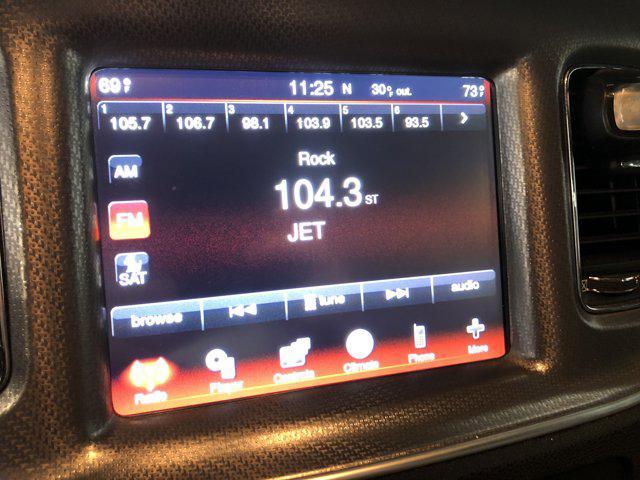 69°F 11:25 N 30°F out. 73°F
1 2 3 4 5 6
105.7 106.7 98.1 103.9 103.5 93.5 >
Rock
AM
104.3 ST
FM
JET
SAT
browse tune audio
Radio Player Controls Climate Phone More